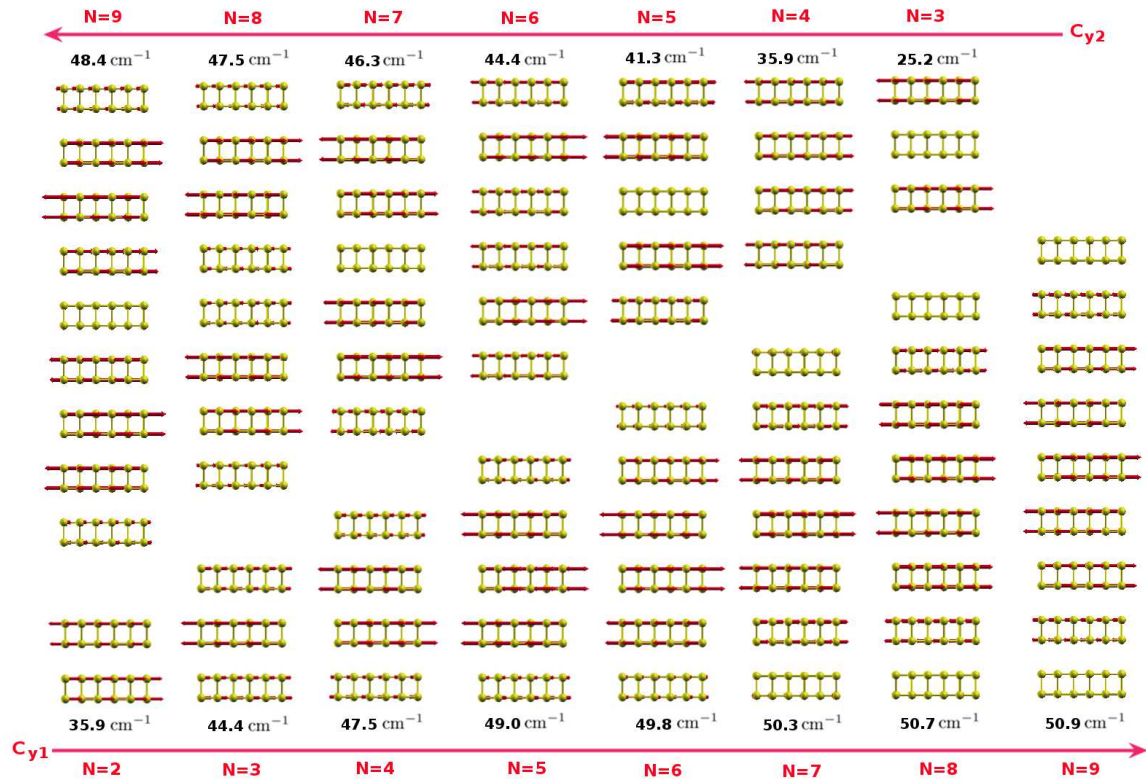 N=9 N=8 N=7 N=6 N=5 N=4 N=3
Cy2
48.4 cm⁻¹ 47.5 cm⁻¹ 46.3 cm⁻¹ 44.4 cm⁻¹ 41.3 cm⁻¹ 35.9 cm⁻¹ 25.2 cm⁻¹
35.9 cm⁻¹ 44.4 cm⁻¹ 47.5 cm⁻¹ 49.0 cm⁻¹ 49.8 cm⁻¹ 50.3 cm⁻¹ 50.7 cm⁻¹ 50.9 cm⁻¹
Cy1
N=2 N=3 N=4 N=5 N=6 N=7 N=8 N=9